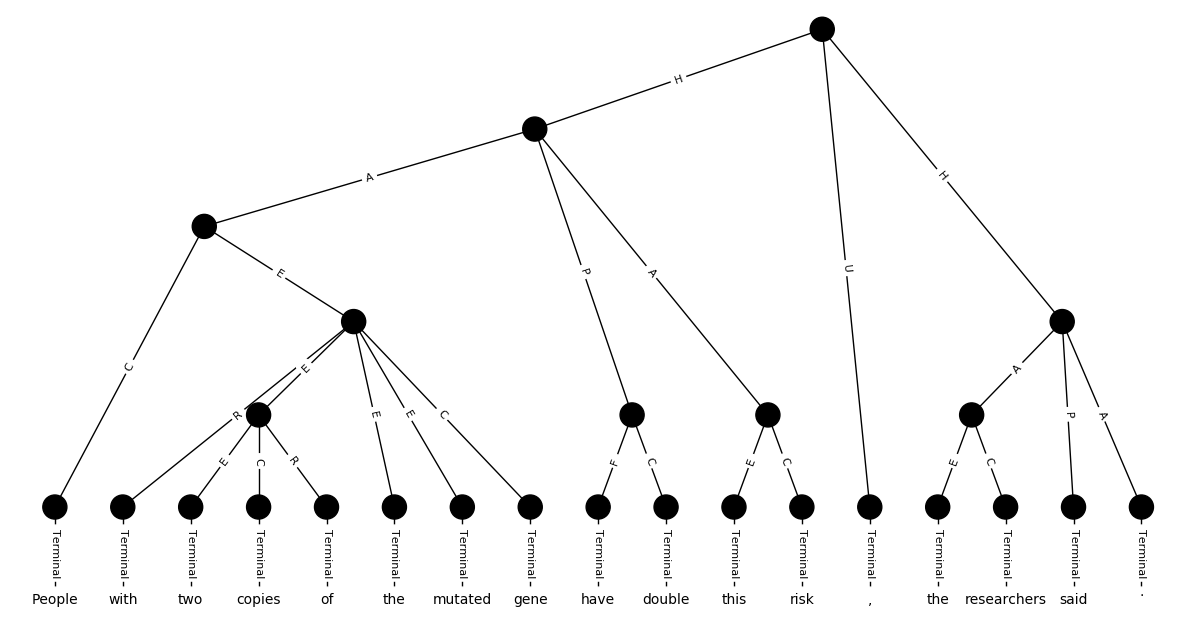 H
A H
E P A U
C E A
R E E C P A
E C R F C E C E C
Terminal Terminal Terminal Terminal Terminal Terminal Terminal Terminal Terminal Terminal Terminal Terminal Terminal Terminal Terminal Terminal Terminal
People with two copies of the mutated gene have double this risk , the researchers said .